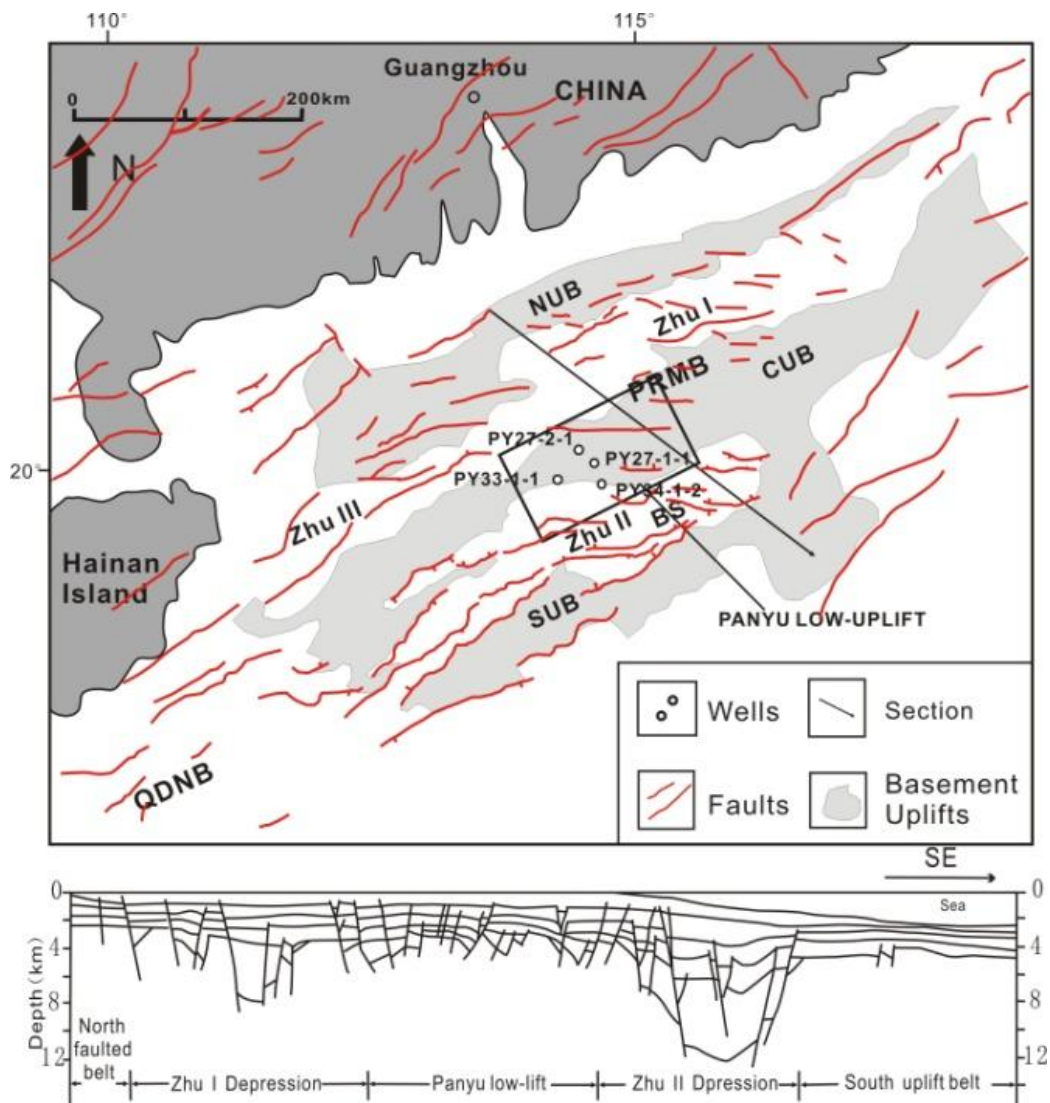 110° 115°
Guangzhou
CHINA
0 200km
N
NUB
Zhu I
PRMB
CUB
PY27-2-1
20°
PY27-1-1
PY33-1-1
PY34-1-2
Zhu III
Zhu II
BS
Hainan
Island
SUB
PANYU LOW-UPLIFT
QDNB
Wells
Section
Faults
Basement
Uplifts
SE
0 0
Sea
4 4
8 8
12 12
Depth(km)
North
faulted
belt
Zhu I Depression
Panyu low-lift
Zhu II Dpression
South uplift belt